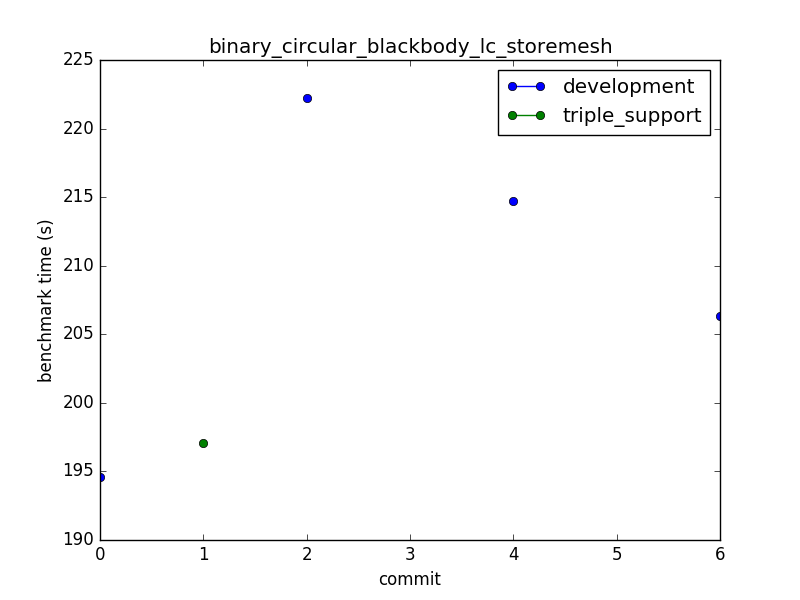 binary_circular_blackbody_lc_storemesh
development
triple_support
225
220
215
210
205
200
195
190
0 1 2 3 4 5 6
benchmark time (s)
commit